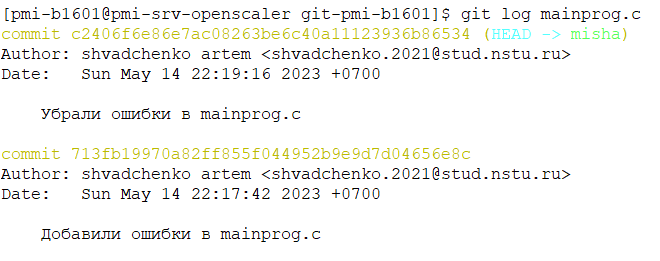 [pmi-b1601@pmi-srv-openscaler git-pmi-b1601]$ git log mainprog.c
commit c2406f6e86e7ac08263be6c40a11123936b86534 (HEAD -> misha)
Author: shvadchenko artem <shvadchenko.2021@stud.nstu.ru>
Date:   Sun May 14 22:19:16 2023 +0700
Убрали ошибки в mainprog.c
commit 713fb19970a82ff855f044952b9e9d7d04656e8c
Author: shvadchenko artem <shvadchenko.2021@stud.nstu.ru>
Date:   Sun May 14 22:17:42 2023 +0700
Добавили ошибки в mainprog.c